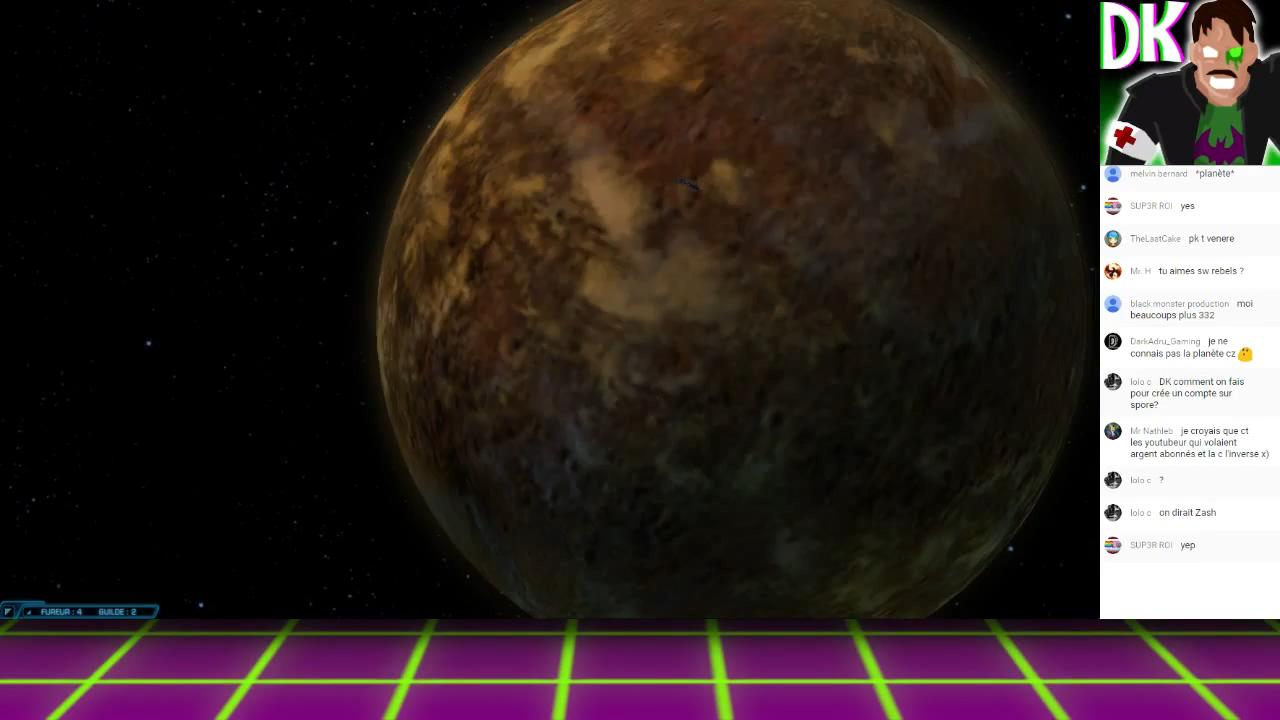 DK
melvin bernard *planète*
SUP3R ROI yes
TheLastCake pk t venere
Mr. H tu aimes sw rebels ?
black monster production moi
beaucoups plus 332
DarkAdru_Gaming je ne
connais pas la planète cz
lolo c DK comment on fais
pour crée un compte sur
spore?
Mr Nathleb je croyais que ct
les youtubeur qui volaient
argent abonnés et la c l'inverse x)
lolo c ?
lolo c on dirait Zash
SUP3R ROI yep
FUREUR : 4 GUILDE : 2